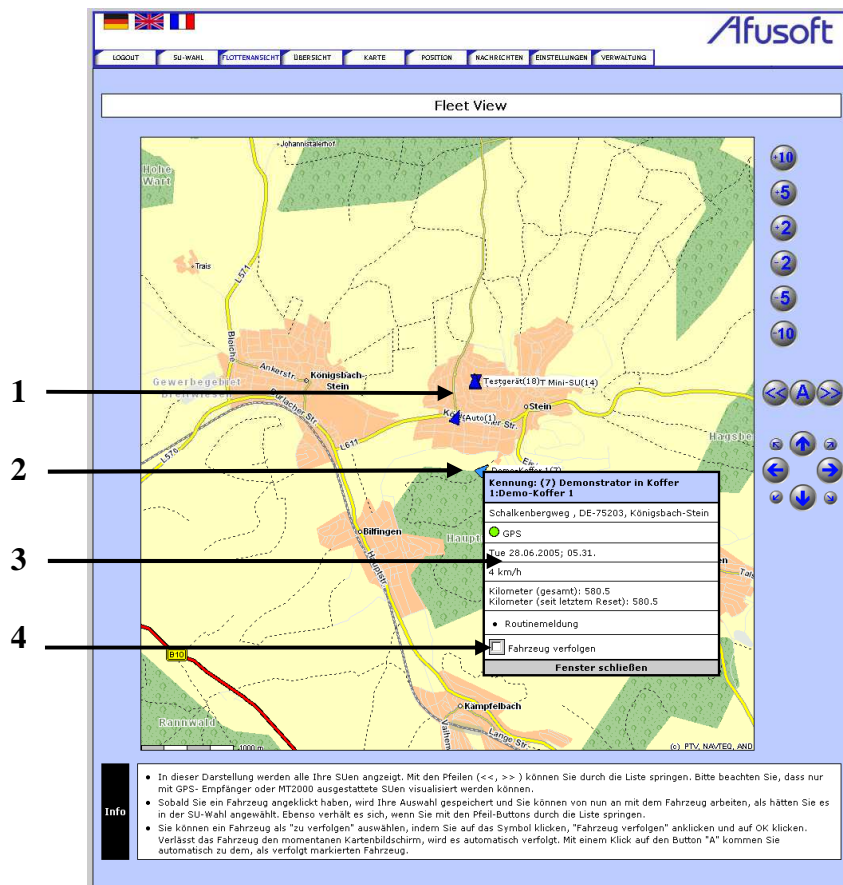 Afusoft
LOGOUT SU-WAHL FLOTTENANSICHT ÜBERSICHT KARTE POSITION NACHRICHTEN EINSTELLUNGEN VERWALTUNG
Fleet View
Johannistalerhof
Hohe
Wart
Trais
L571
Bleiche
Ankerstr.
Königsbach-
Stein
Gewerbegebiet
Durlacher Str.
L570
L611
Testgerät(18) T Mini-SU(14)
Auto(1)
Stein
Demo-Koffer 1(7)
+10
+5
+2
-2
-5
-10
<< A >>
1
2
3
4
Kennung: (7) Demonstrator in Koffer
1:Demo-Koffer 1
Schalkenbergweg , DE-75203, Königsbach-Stein
GPS
Tue 28.06.2005; 05.31.
4 km/h
Kilometer (gesamt): 580.5
Kilometer (seit letztem Reset): 580.5
• Routinemeldung
Fahrzeug verfolgen
Fenster schließen
Bilfingen
Hauptstr.
B10
Rannwald
Kampfelbach
Lange Str.
1000 m
(c) PTV, NAVTEQ, AND
Info
• In dieser Darstellung werden alle Ihre SUen angezeigt. Mit den Pfeilen (<<, >> ) können Sie durch die Liste springen. Bitte beachten Sie, dass nur
mit GPS- Empfänger oder MT2000 ausgestattete SUen visualisiert werden können.
• Sobald Sie ein Fahrzeug angeklickt haben, wird Ihre Auswahl gespeichert und Sie können von nun an mit dem Fahrzeug arbeiten, als hätten Sie es
in der SU-Wahl angewählt. Ebenso verhält es sich, wenn Sie mit den Pfeil-Buttons durch die Liste springen.
• Sie können ein Fahrzeug als "zu verfolgen" auswählen, indem Sie auf das Symbol klicken, "Fahrzeug verfolgen" anklicken und auf OK klicken.
Verlässt das Fahrzeug den momentanen Kartenbildschirm, wird es automatisch verfolgt. Mit einem Klick auf den Button "A" kommen Sie
automatisch zu dem, als verfolgt markierten Fahrzeug.